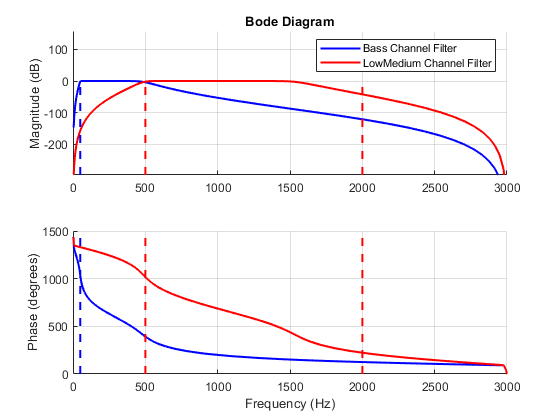 Bode Diagram
Bass Channel Filter
LowMedium Channel Filter
Magnitude (dB)
100
0
-100
-200
0 500 1000 1500 2000 2500 3000
Phase (degrees)
1500
1000
500
0
0 500 1000 1500 2000 2500 3000
Frequency (Hz)